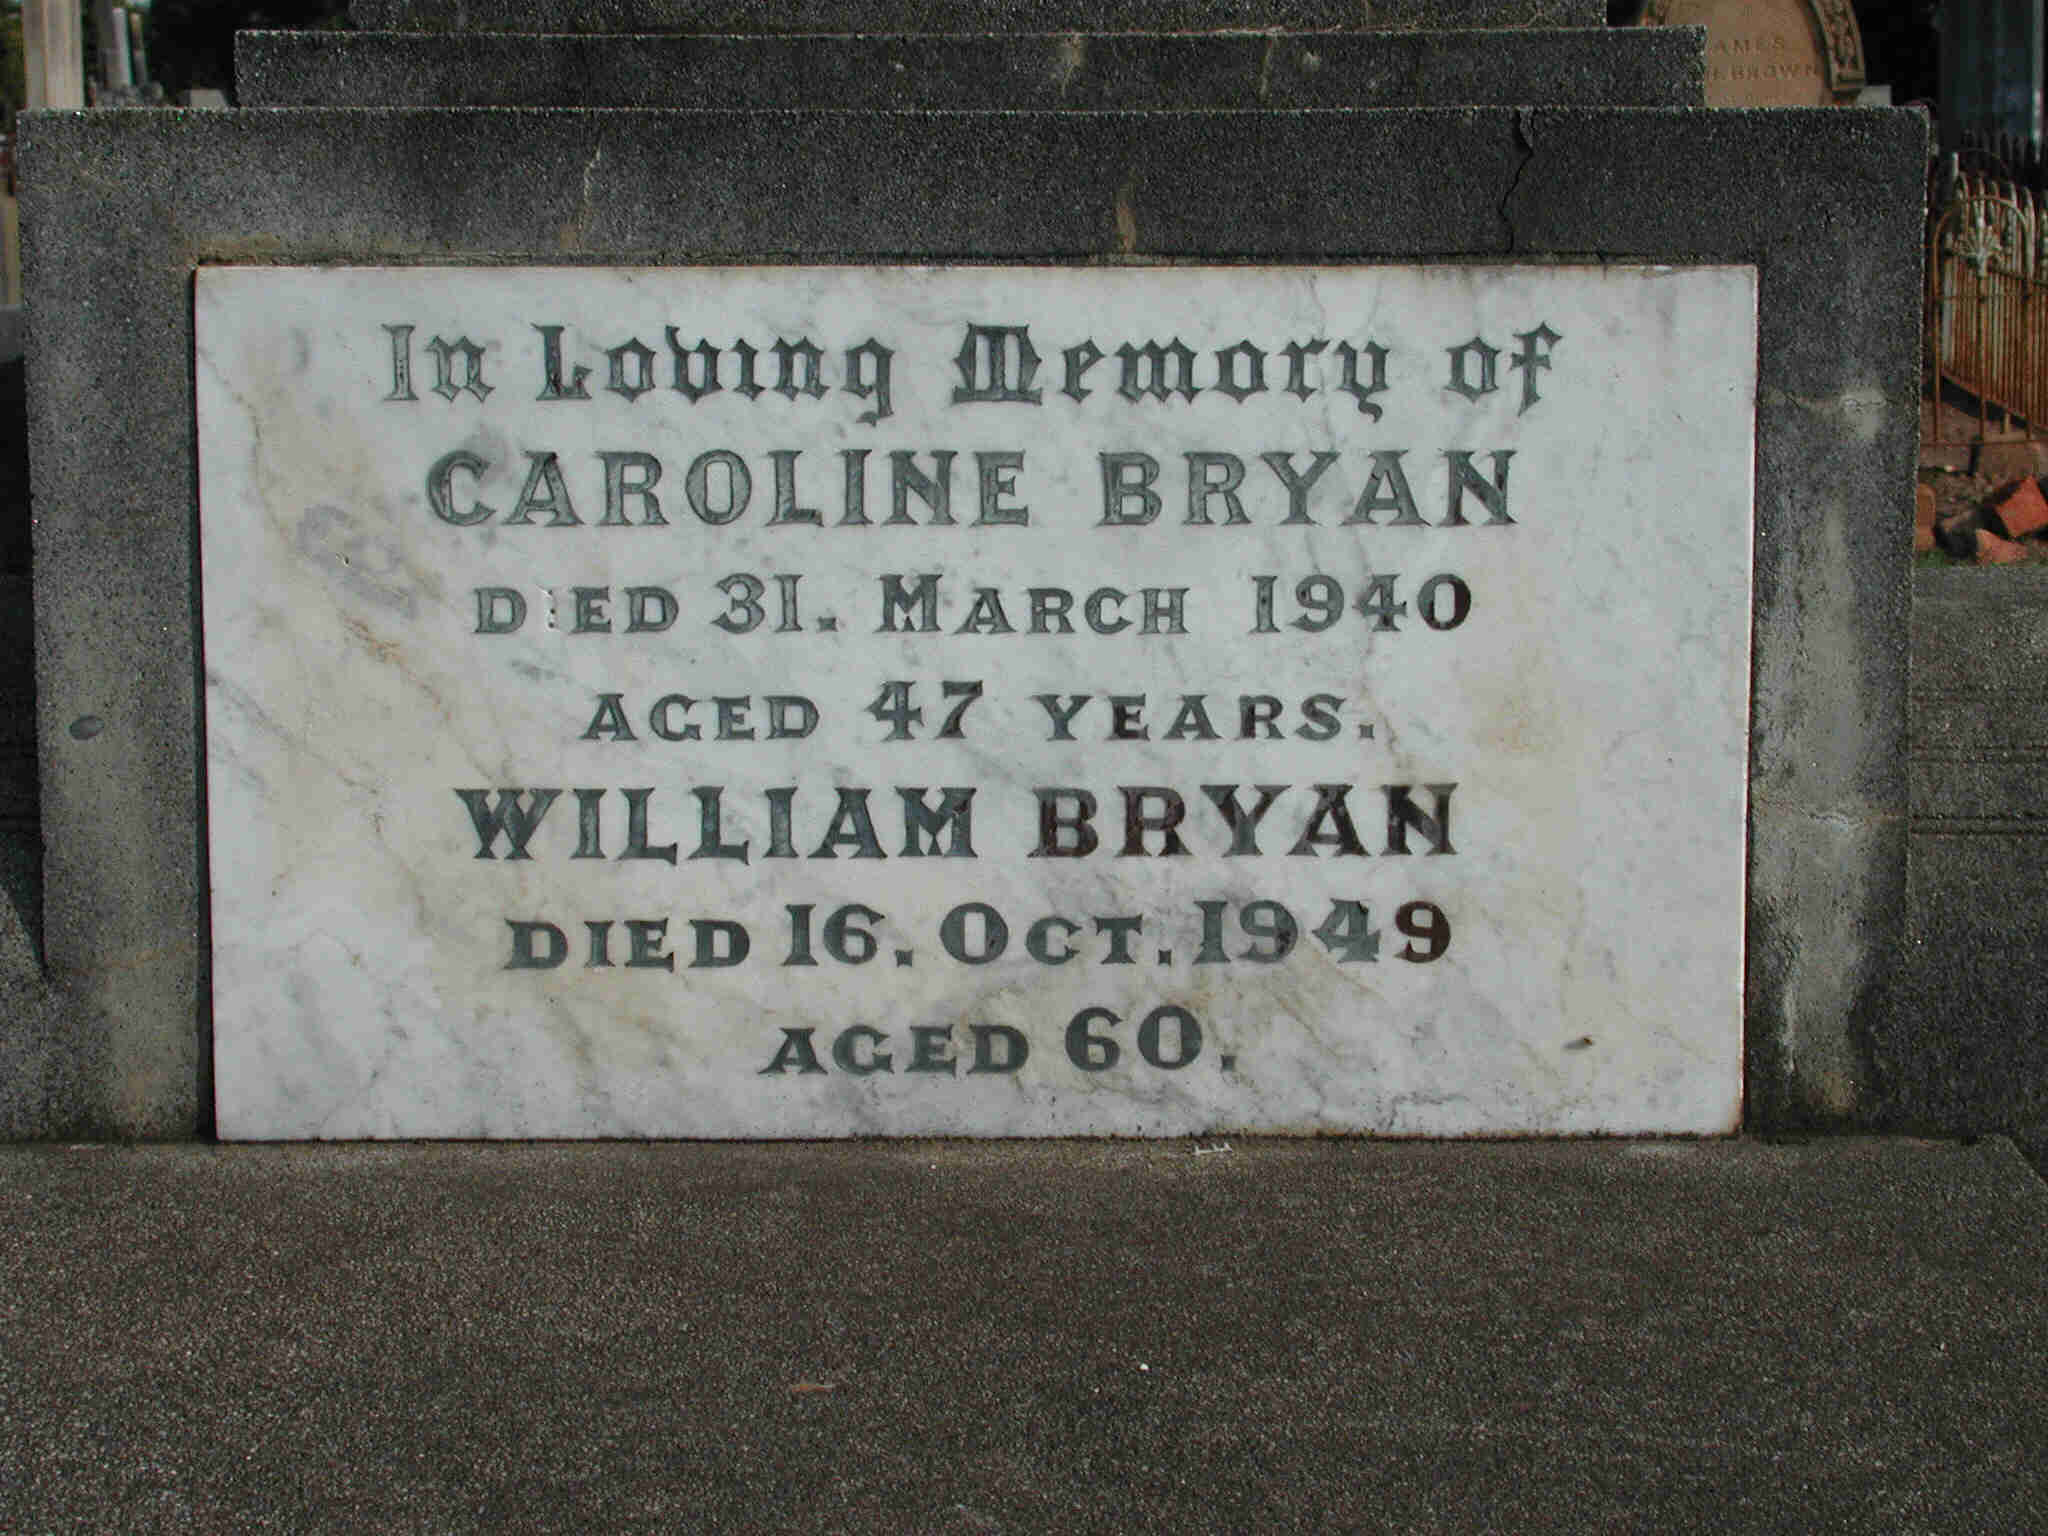 In Loving Memory of
CAROLINE BRYAN
DIED 31. MARCH 1940
AGED 47 YEARS.
WILLIAM BRYAN
DIED 16. OCT. 1949
AGED 60.
BROWN